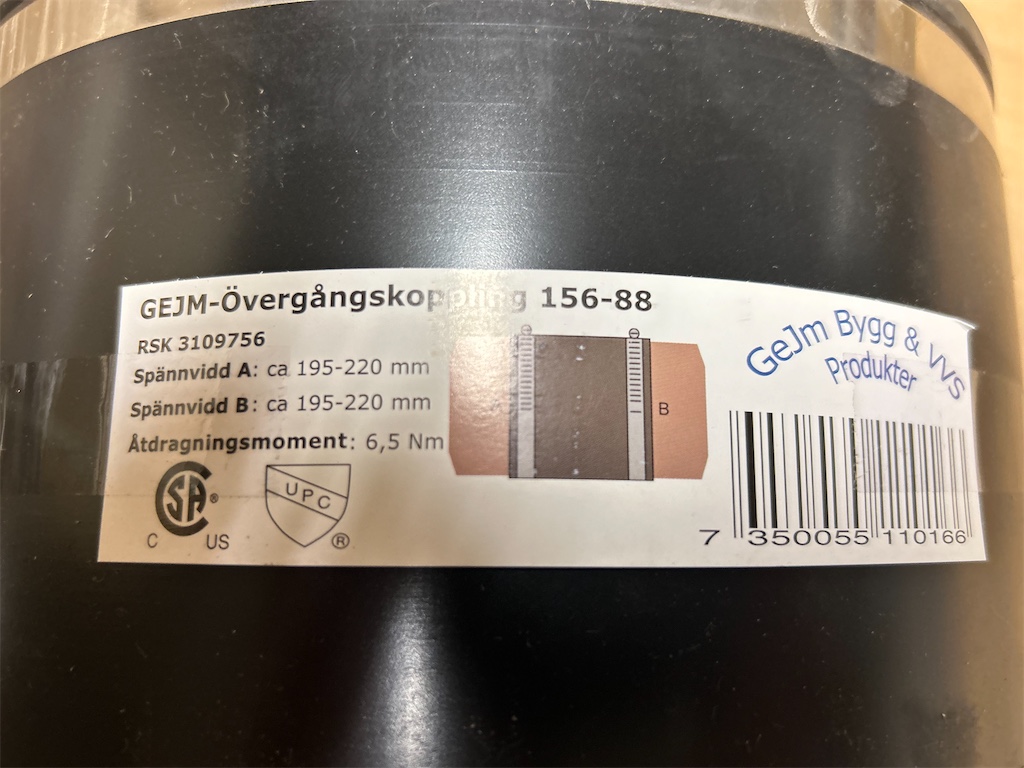 GEJM-Övergångskoppling 156-88
RSK 3109756
Spännvidd A: ca 195-220 mm
Spännvidd B: ca 195-220 mm
Åtdragningsmoment: 6,5 Nm
B
GeJm Bygg & VVS
Produkter
SA®
C US
UPC
®
7 350055 110166